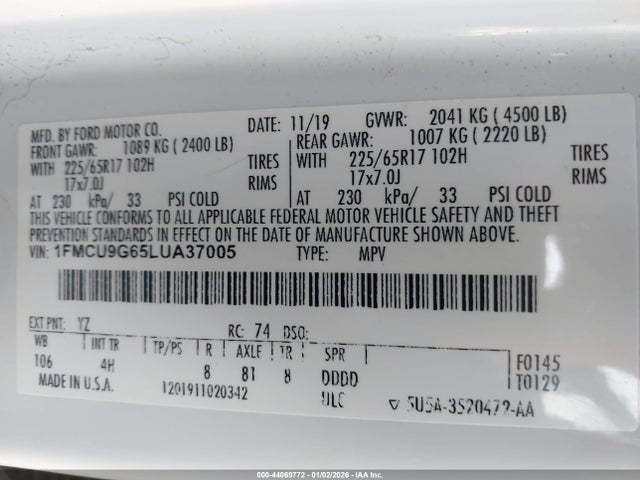 MFD. BY FORD MOTOR CO. DATE: 11/19 GVWR: 2041 KG ( 4500 LB)
FRONT GAWR: 1089 KG ( 2400 LB) REAR GAWR: 1007 KG ( 2220 LB)
WITH 225/65R17 102H TIRES WITH 225/65R17 102H TIRES
17x7.0J RIMS 17x7.0J RIMS
AT 230 kPa/ 33 PSI COLD AT 230 kPa/ 33 PSI COLD
THIS VEHICLE CONFORMS TO ALL APPLICABLE FEDERAL MOTOR VEHICLE SAFETY AND THEFT
PREVENTION STANDARDS IN EFFECT ON THE DATE OF MANUFACTURE SHOWN ABOVE.
VIN: 1FMCU9G65LUA37005 TYPE: MPV
EXT PNT: YZ RC: 74 DSO:
WB INT TR TP/PS R AXLE TR SPR F0145
106 4H 8 81 8 DDDD T0129
MADE IN U.S.A. 1201911020342 ULC 5U5A-3520472-AA
000-44069772 - 01/02/2026 - IAA Inc.